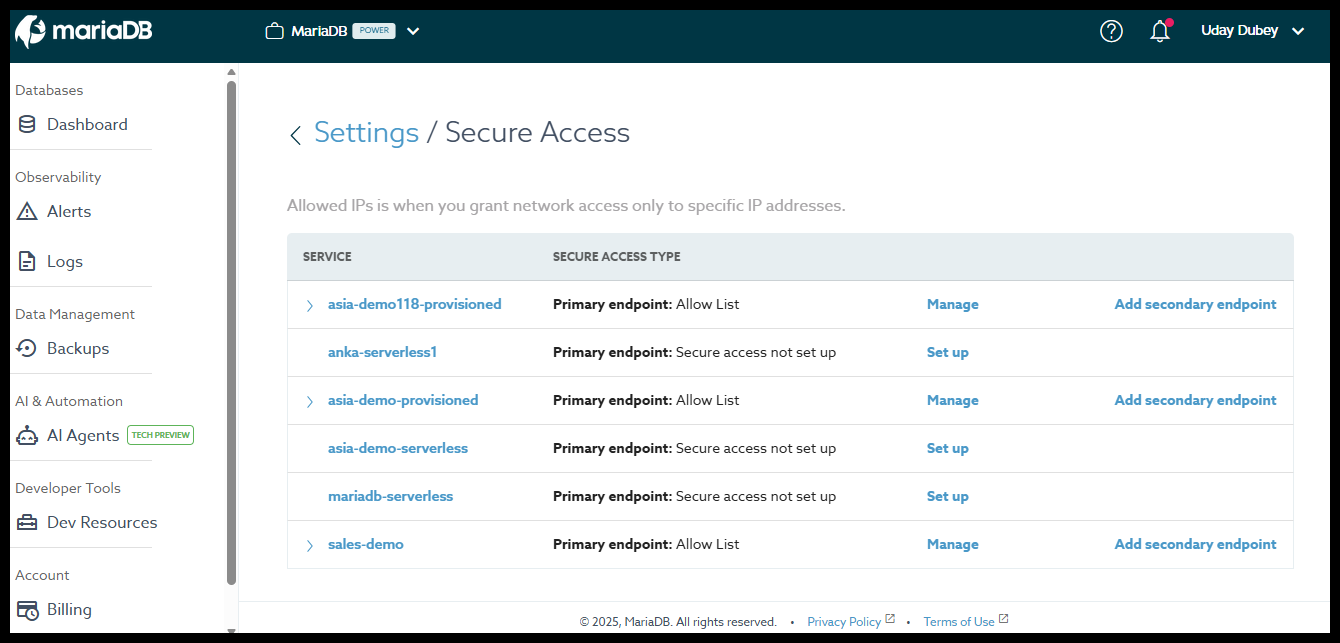 mariaDB
MariaDB POWER
Uday Dubey
Databases
Dashboard
Observability
Alerts
Logs
Data Management
Backups
AI & Automation
AI Agents TECH PREVIEW
Developer Tools
Dev Resources
Account
Billing
Settings / Secure Access
Allowed IPs is when you grant network access only to specific IP addresses.
SERVICE SECURE ACCESS TYPE
asia-demo118-provisioned Primary endpoint: Allow List Manage Add secondary endpoint
anka-serverless1 Primary endpoint: Secure access not set up Set up
asia-demo-provisioned Primary endpoint: Allow List Manage Add secondary endpoint
asia-demo-serverless Primary endpoint: Secure access not set up Set up
mariadb-serverless Primary endpoint: Secure access not set up Set up
sales-demo Primary endpoint: Allow List Manage Add secondary endpoint
© 2025, MariaDB. All rights reserved. • Privacy Policy • Terms of Use